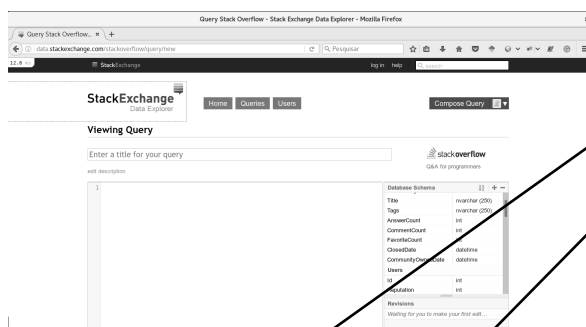 Query Stack Overflow - Stack Exchange Data Explorer - Mozilla Firefox
Query Stack Overflow...
data.stackexchange.com/stackoverflow/query/new
Pesquisar
12.8
StackExchange
log in help search
StackExchange
Data Explorer
Home Queries Users
Compose Query
Viewing Query
Enter a title for your query
stackoverflow
Q&A for programmers
edit description
1
Database Schema
Title nvarchar (250)
Tags nvarchar (250)
AnswerCount int
CommentCount int
FavoriteCount
ClosedDate datetime
datetime
Users
Id int
int
Revisions
Waiting for you to make your first edit...